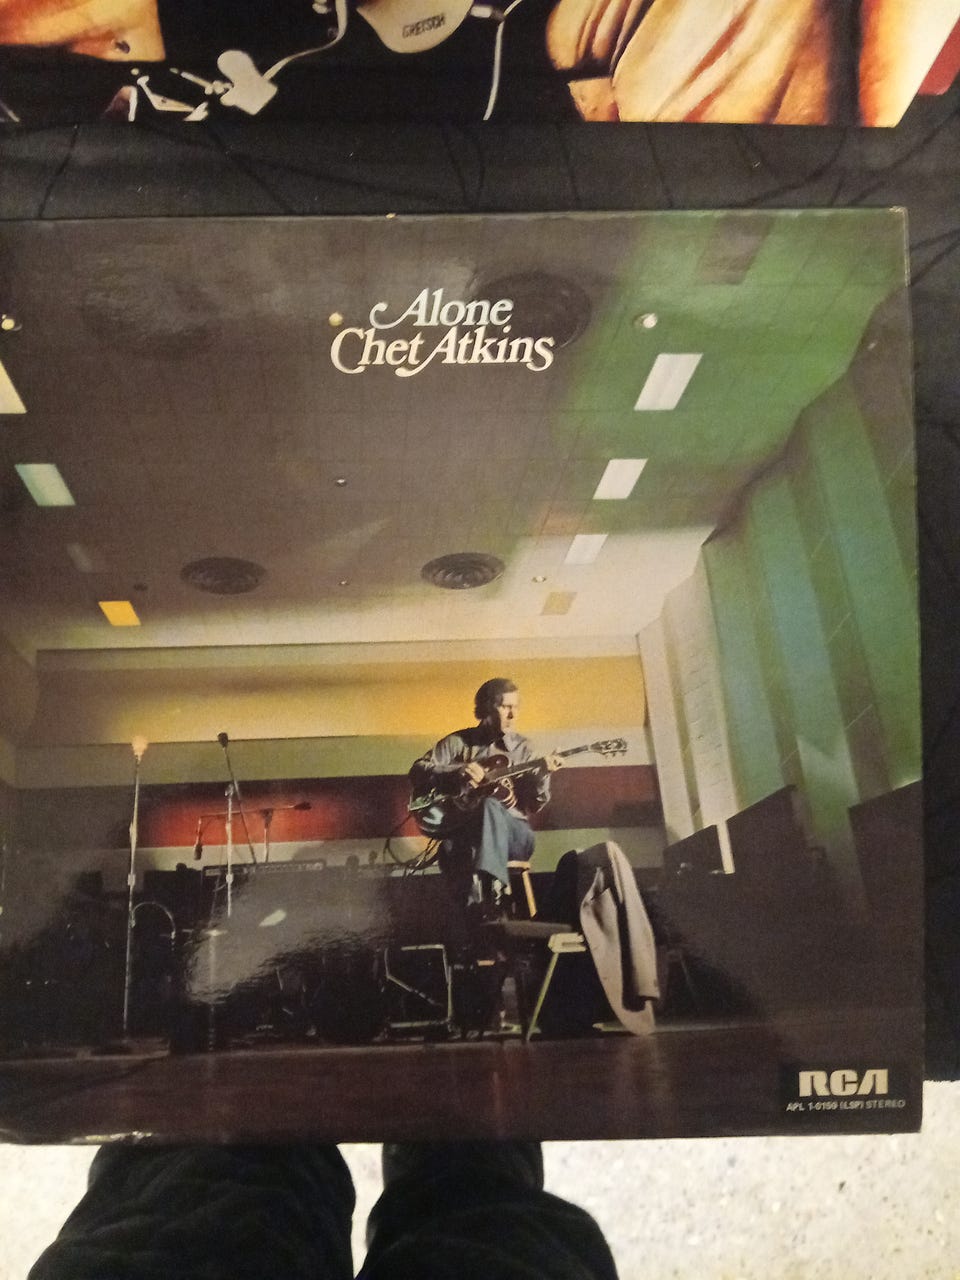 GRETSCH
Alone
Chet Atkins
RCA
APL 1-0159 (LSP) STEREO